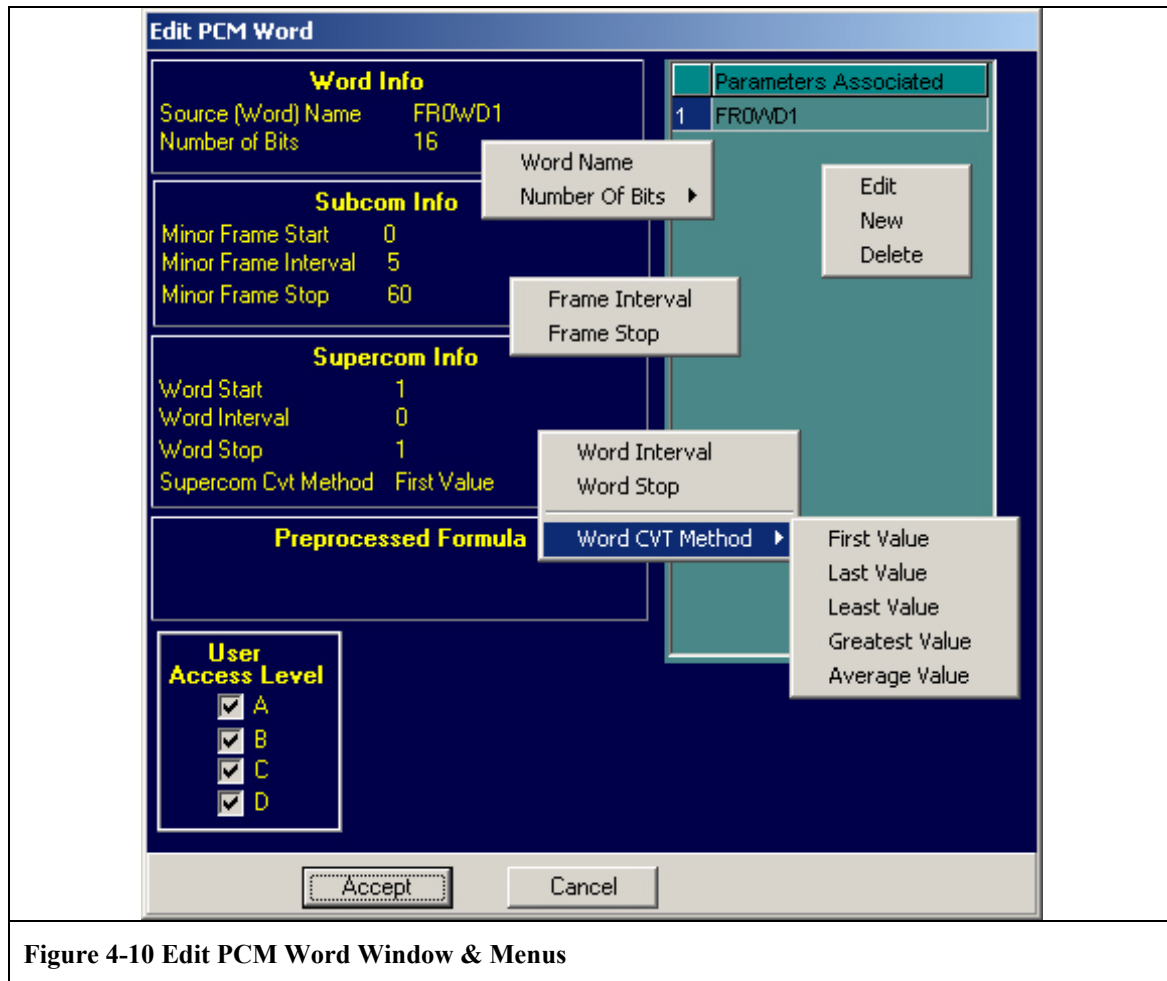 Edit PCM Word
Word Info
Source (Word) Name FR0WD1
Number of Bits 16
Word Name
Number Of Bits
Subcom Info
Minor Frame Start 0
Minor Frame Interval 5
Minor Frame Stop 60
Frame Interval
Frame Stop
Supercom Info
Word Start 1
Word Interval 0
Word Stop 1
Supercom Cvt Method First Value
Word Interval
Word Stop
Word CVT Method
First Value
Last Value
Least Value
Greatest Value
Average Value
Preprocessed Formula
Parameters Associated
1 FR0WD1
Edit
New
Delete
User
Access Level
A
B
C
D
Accept Cancel
Figure 4-10 Edit PCM Word Window & Menus